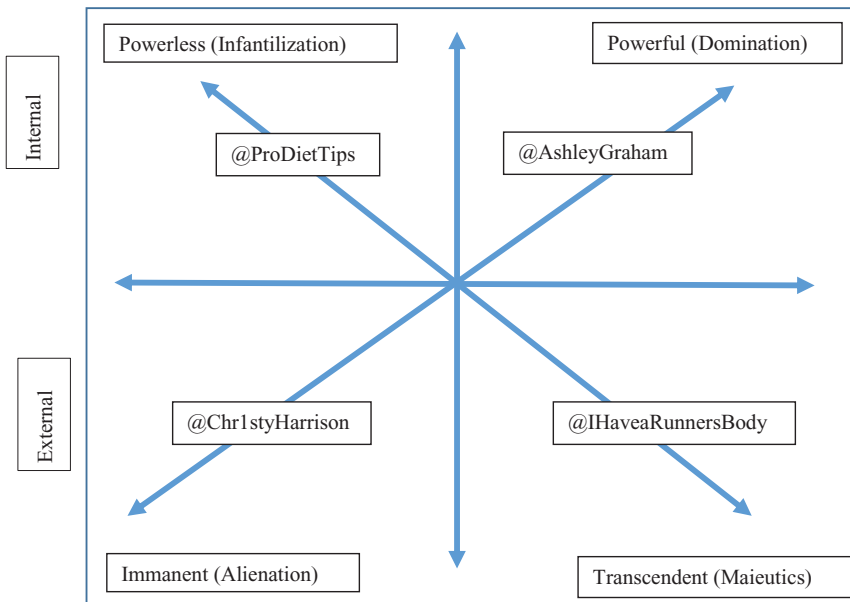 Powerless (Infantilization)
Powerful (Domination)
Internal
@ProDietTips
@AshleyGraham
External
@Chr1styHarrison
@IHaveaRunnersBody
Immanent (Alienation)
Transcendent (Maieutics)